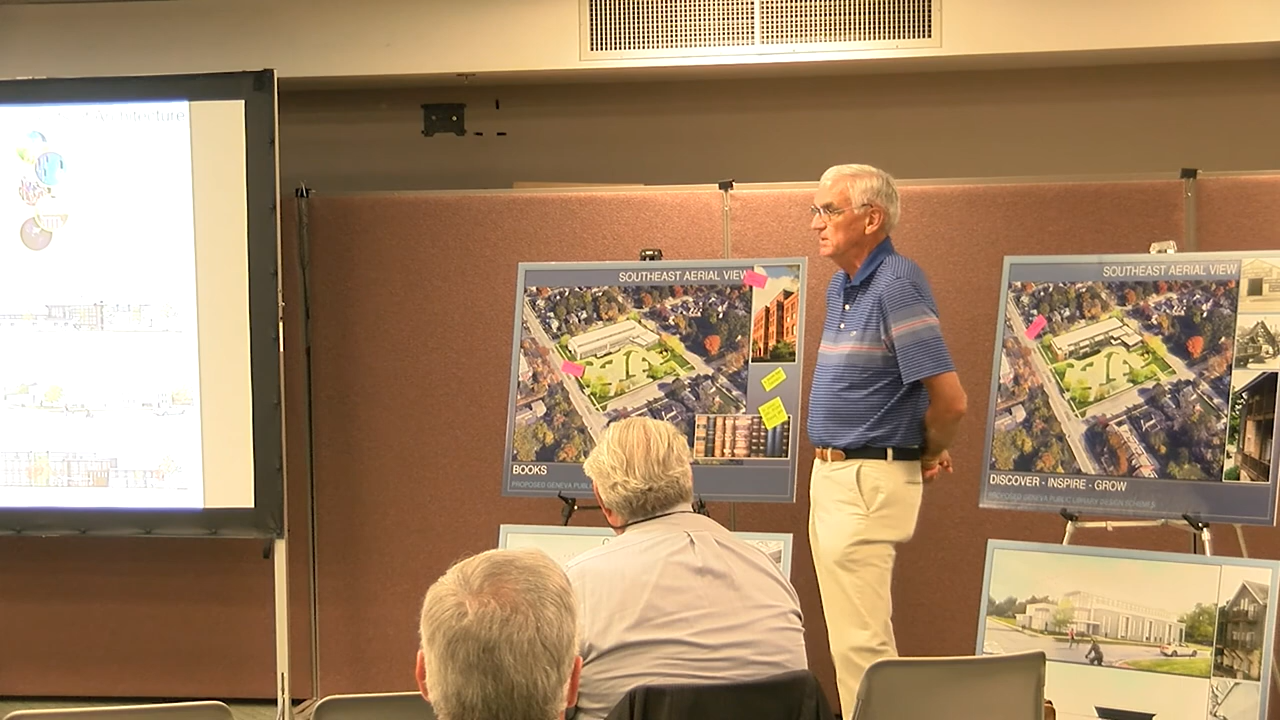 Architecture
SOUTHEAST AERIAL VIEW
BOOKS
PROPOSED GENEVA PUBLIC
SOUTHEAST AERIAL VIEW
DISCOVER - INSPIRE - GROW
PROPOSED GENEVA PUBLIC LIBRARY DESIGN SCHEMES